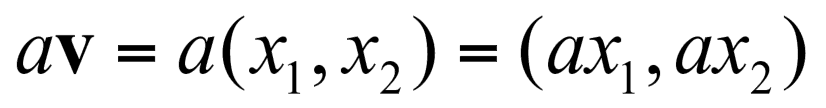 a𝐯 = a(x₁, x₂) = (ax₁, ax₂)